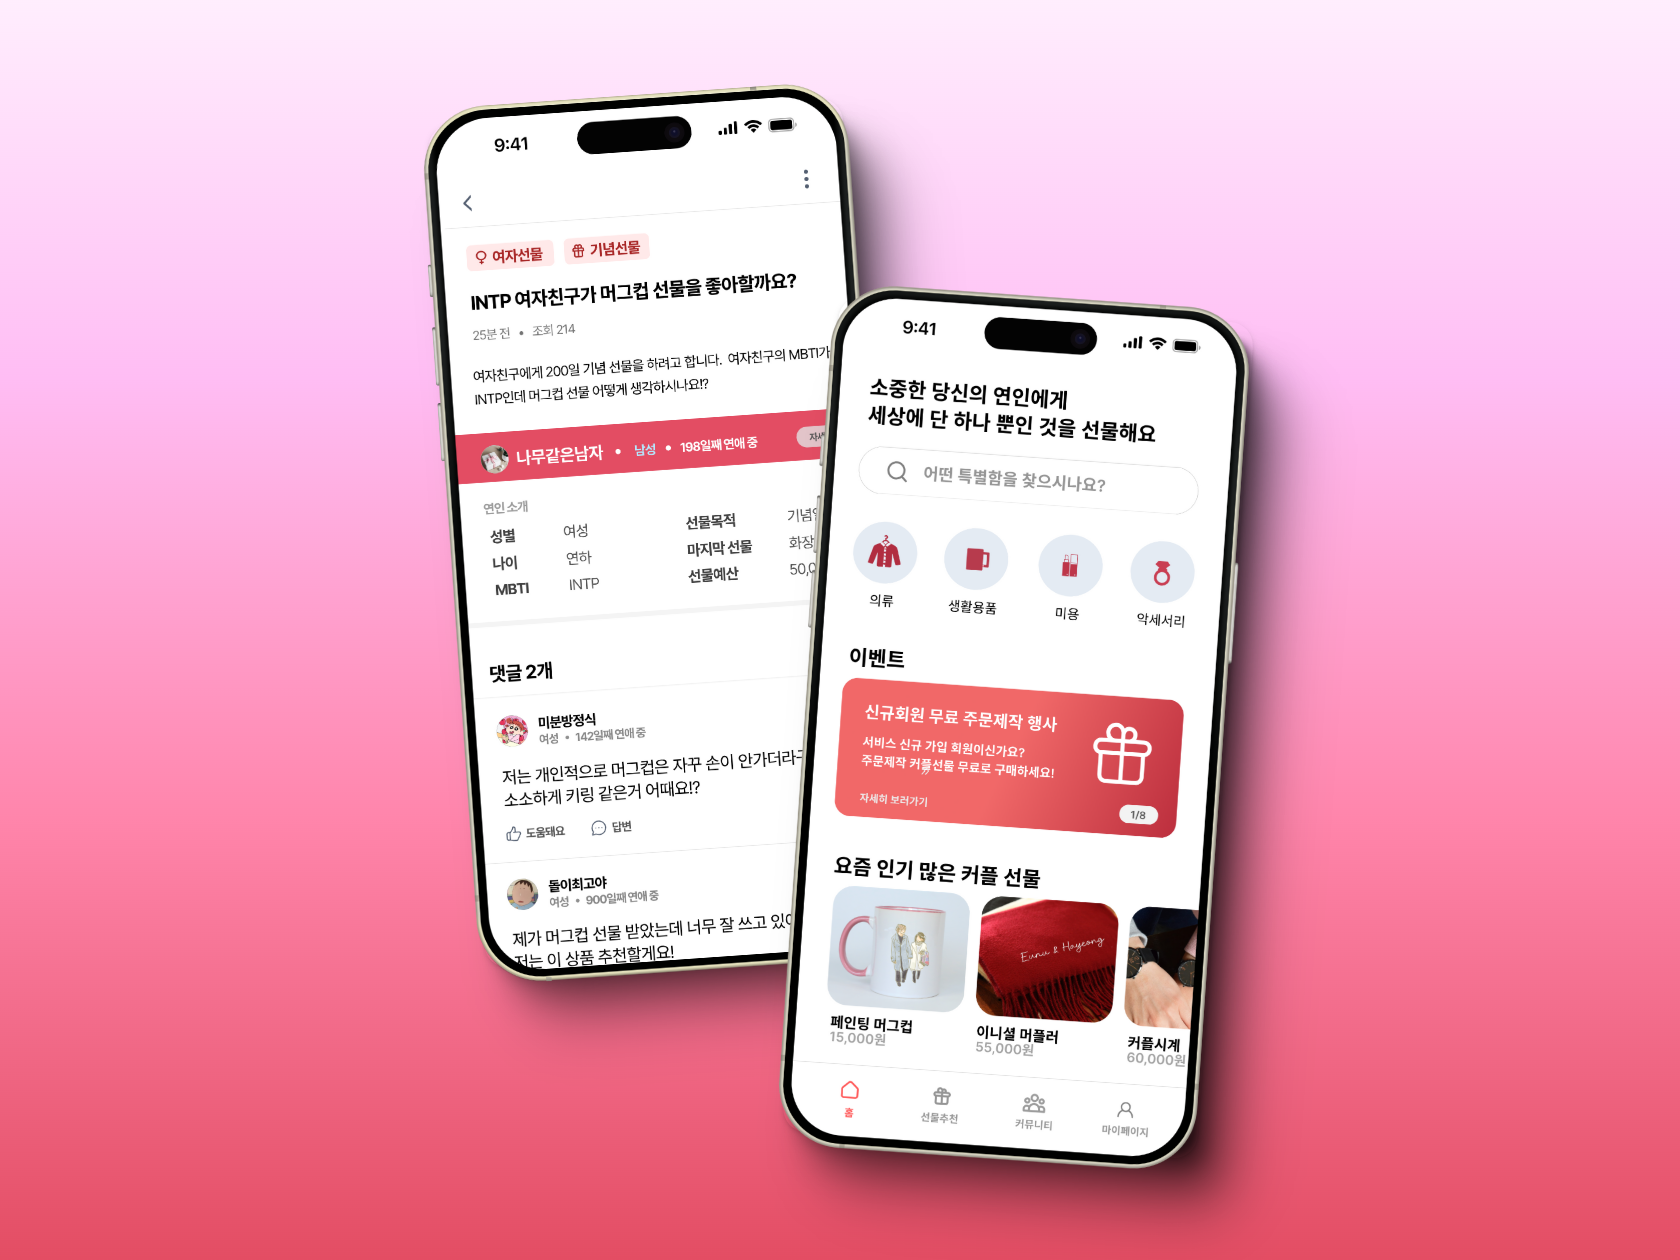 9:41
여자선물
기념선물
INTP 여자친구가 머그컵 선물을 좋아할까요?
25분 전 • 조회 214
여자친구에게 200일 기념 선물을 하려고 합니다. 여자친구의 MBTI가
INTP인데 머그컵 선물 어떻게 생각하시나요!?
나무같은남자 • 남성 • 198일째 연애 중
연인 소개
성별 여성 선물목적
나이 연하 마지막 선물 화장
MBTI INTP 선물예산
댓글 2개
미분방정식
여성 • 142일째 연애 중
저는 개인적으로 머그컵은 자꾸 손이 안가더라구
소소하게 키링 같은거 어때요!?
도움돼요 답변
돌이최고야
여성 • 900일째 연애 중
제가 머그컵 선물 받았는데 너무 잘 쓰고 있어
저는 이 상품 추천할게요!
9:41
소중한 당신의 연인에게
세상에 단 하나 뿐인 것을 선물해요
어떤 특별함을 찾으시나요?
의류 생활용품 미용 악세서리
이벤트
신규회원 무료 주문제작 행사
서비스 신규 가입 회원이신가요?
주문제작 커플선물 무료로 구매하세요!
자세히 보러가기
1/8
요즘 인기 많은 커플 선물
Eunu & Hayeong
페인팅 머그컵
15,000원
이니셜 머플러
55,000원
커플시계
60,000원
홈 선물추천 커뮤니티 마이페이지